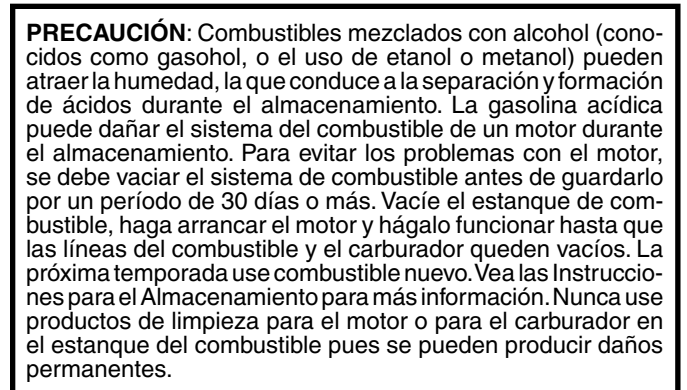 PRECAUCIÓN: Combustibles mezclados con alcohol (cono-
cidos como gasohol, o el uso de etanol o metanol) pueden
atraer la humedad, la que conduce a la separación y formación
de ácidos durante el almacenamiento. La gasolina acídica
puede dañar el sistema del combustible de un motor durante
el almacenamiento. Para evitar los problemas con el motor,
se debe vaciar el sistema de combustible antes de guardarlo
por un período de 30 días o más. Vacíe el estanque de com-
bustible, haga arrancar el motor y hágalo funcionar hasta que
las líneas del combustible y el carburador queden vacíos. La
próxima temporada use combustible nuevo. Vea las Instruccio-
nes para el Almacenamiento para más información. Nunca use
productos de limpieza para el motor o para el carburador en
el estanque del combustible pues se pueden producir daños
permanentes.